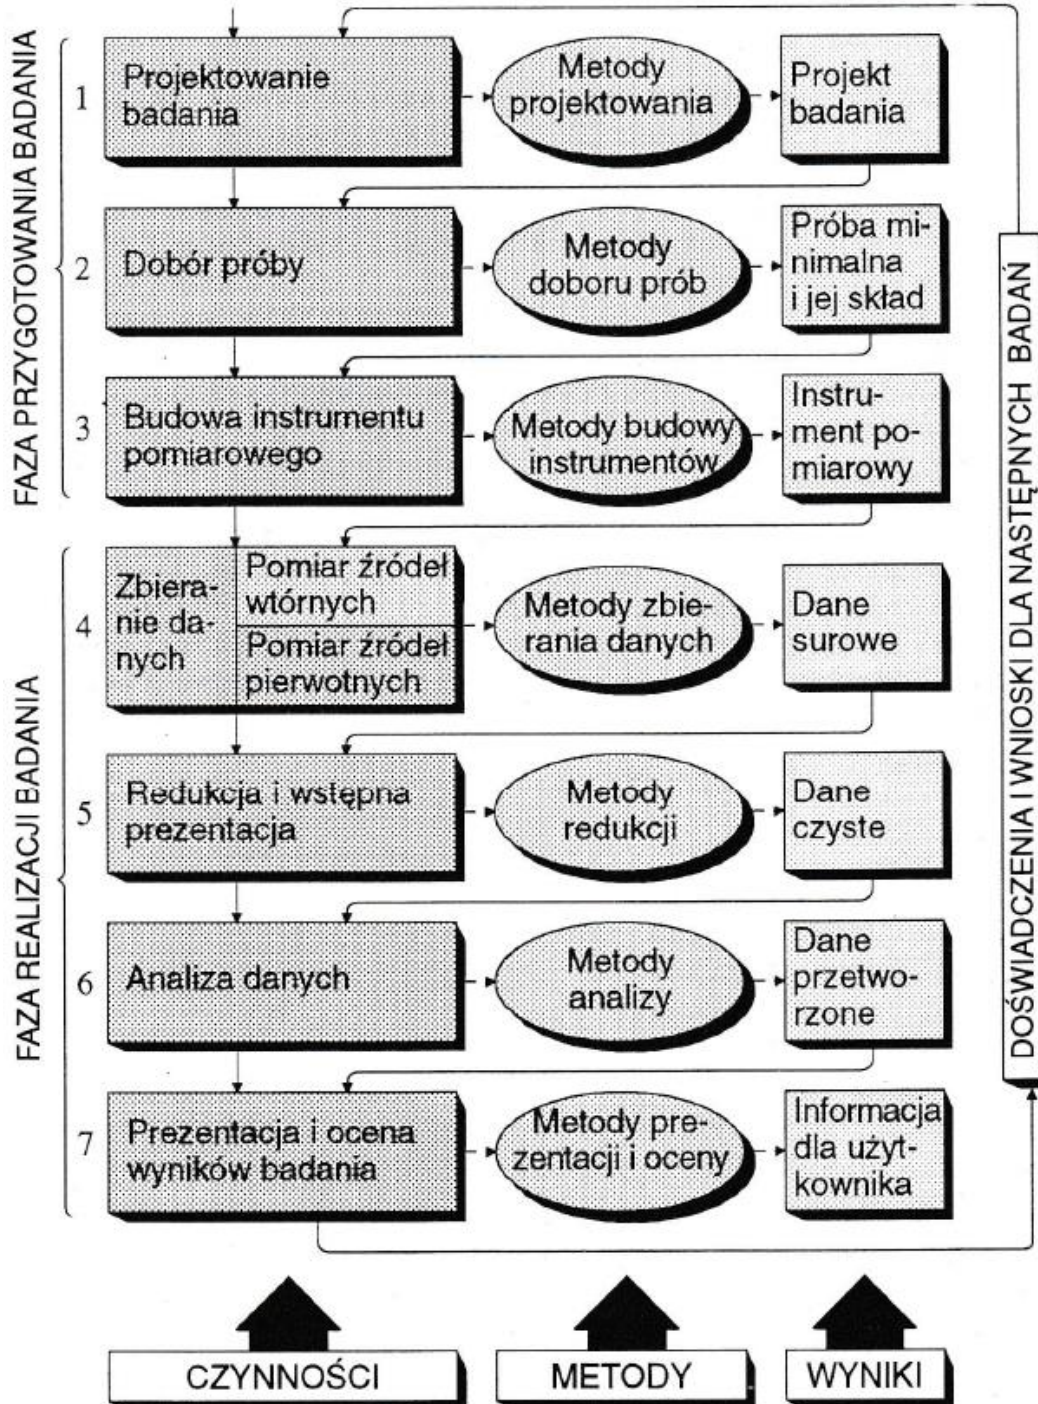 FAZA PRZYGOTOWANIA BADANIA
1
Projektowanie
badania
Metody
projektowania
Projekt
badania
2
Dobór próby
Metody
doboru prób
Próba mi-
nimalna
i jej skład
3
Budowa instrumentu
pomiarowego
Metody budowy
instrumentów
Instru-
ment po-
miarowy
FAZA REALIZACJI BADANIA
4
Zbiera-
nie da-
nych
Pomiar źródeł
wtórnych
Pomiar źródeł
pierwotnych
Metody zbie-
rania danych
Dane
surowe
5
Redukcja i wstępna
prezentacja
Metody
redukcji
Dane
czyste
6
Analiza danych
Metody
analizy
Dane
przetwo-
rzone
7
Prezentacja i ocena
wyników badania
Metody pre-
zentacji i oceny
Informacja
dla użyt-
kownika
DOŚWIADCZENIA I WNIOSKI DLA NASTĘPNYCH BADAŃ
CZYNNOŚCI
METODY
WYNIKI